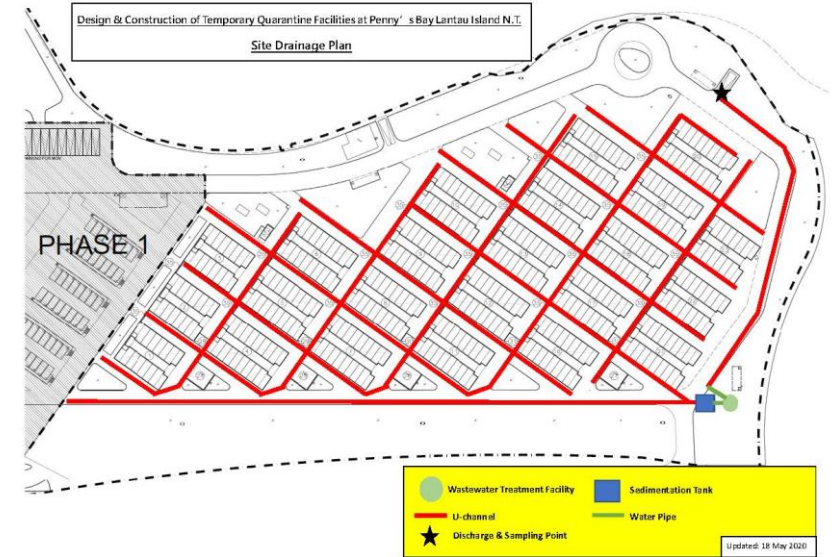 Design & Construction of Temporary Quarantine Facilities at Penny' s Bay Lantau Island N.T.
Site Drainage Plan
PHASE 1
Wastewater Treatment Facility
Sedimentation Tank
U-channel
Water Pipe
Discharge & Sampling Point
Updated: 18 May 2020